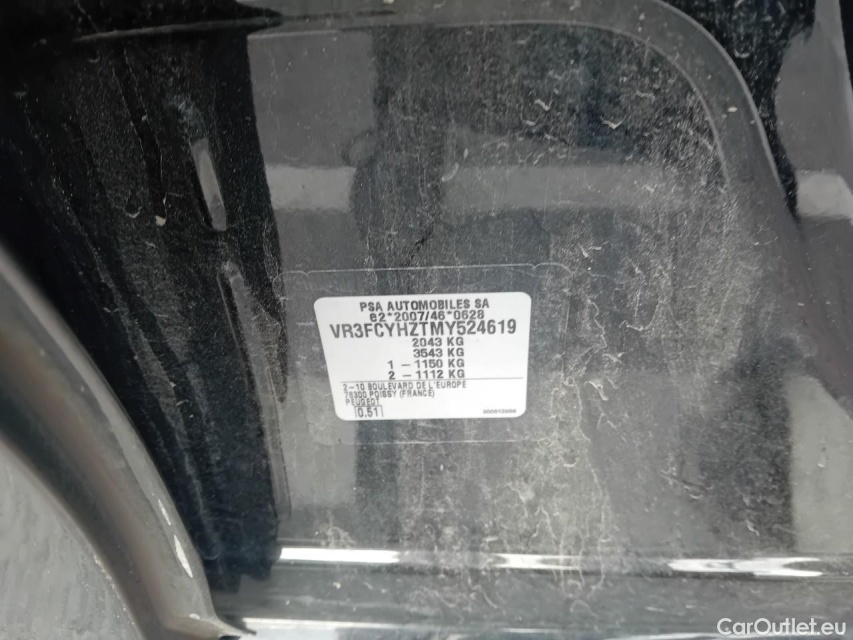 PSA AUTOMOBILES SA
e2*2007/46*0628
VR3FCYHZTMY524619
2043 KG
3543 KG
1 - 1150 KG
2 - 1112 KG
2-10 BOULEVARD DE L'EUROPE
78300 POISSY (FRANCE)
PEUGEOT
0.51
CarOutlet.eu